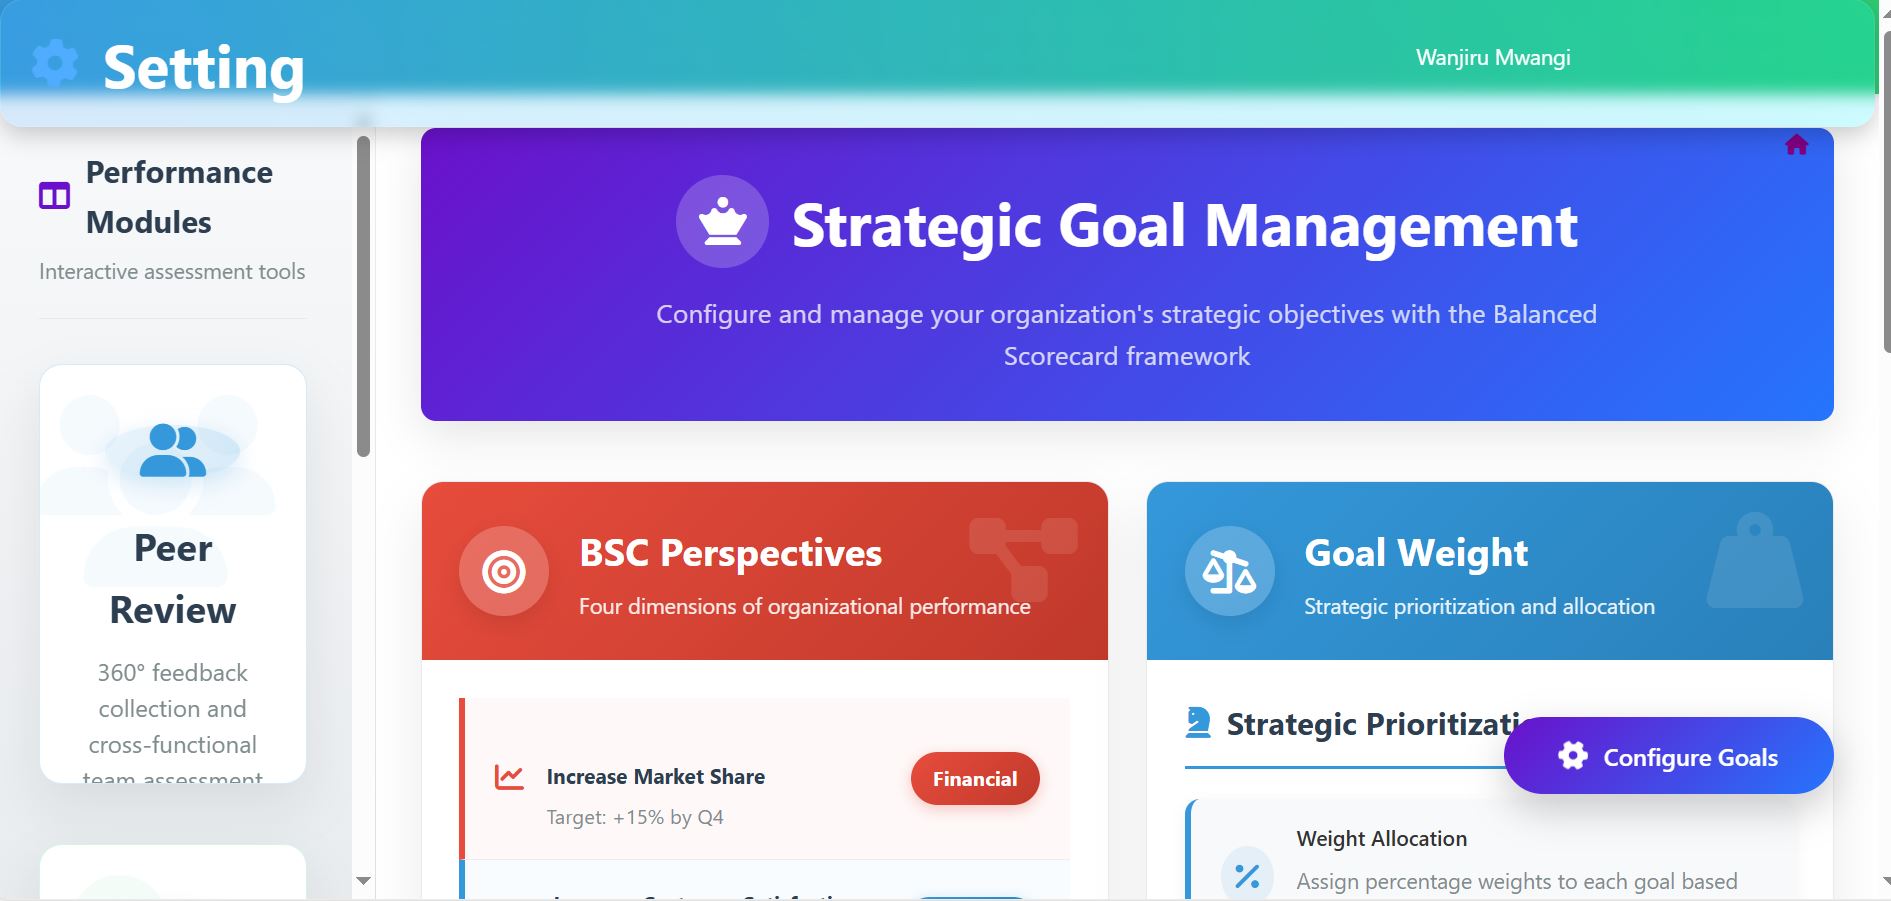 Setting
Wanjiru Mwangi
Performance
Modules
Interactive assessment tools
Peer
Review
360° feedback
collection and
cross-functional
team assessment
Strategic Goal Management
Configure and manage your organization's strategic objectives with the Balanced
Scorecard framework
BSC Perspectives
Four dimensions of organizational performance
Increase Market Share
Target: +15% by Q4
Financial
Goal Weight
Strategic prioritization and allocation
Strategic
Configure Goals
Weight Allocation
Assign percentage weights to each goal based